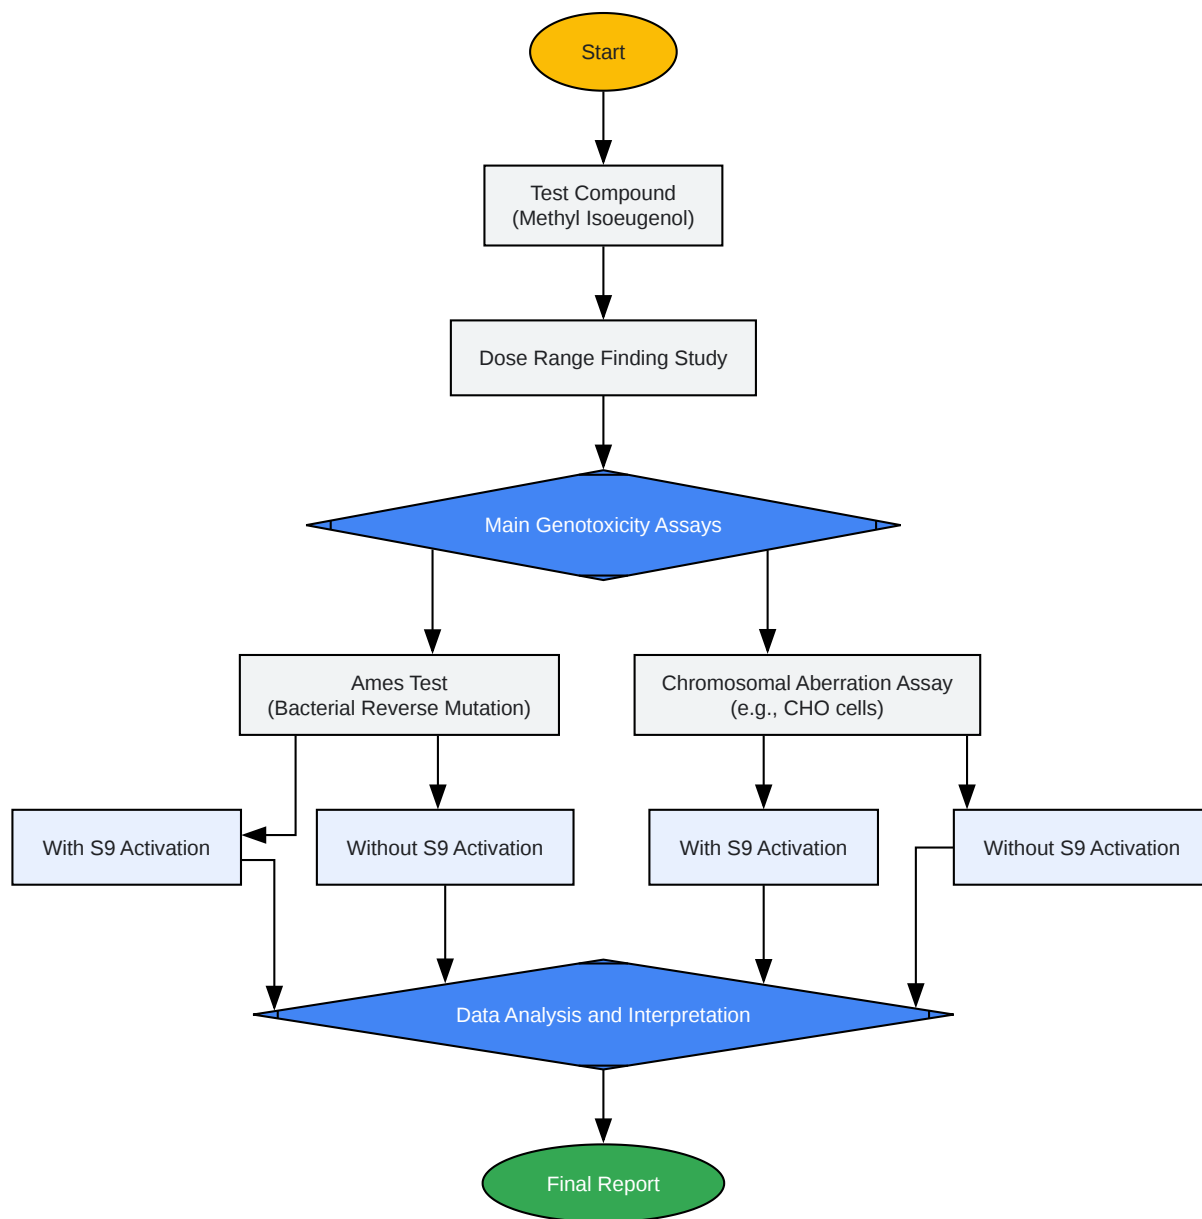 Start
Test Compound
(Methyl Isoeugenol)
Dose Range Finding Study
Main Genotoxicity Assays
Ames Test
(Bacterial Reverse Mutation)
Chromosomal Aberration Assay
(e.g., CHO cells)
With S9 Activation
Without S9 Activation
With S9 Activation
Without S9 Activation
Data Analysis and Interpretation
Final Report